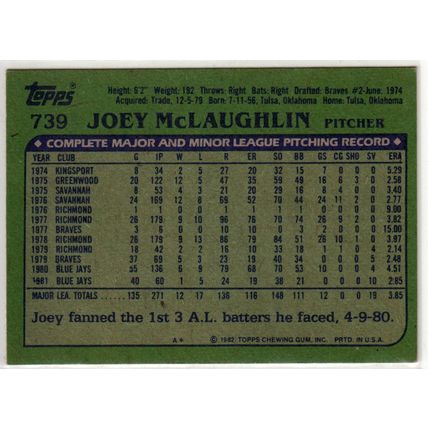 Topps
Height: 6'2" Weight: 192 Throws: Right Bats: Right Drafted: Braves #2-June, 1974
Acquired: Trade, 12-5-79 Born: 7-11-56, Tulsa, Oklahoma Home: Tulsa, Oklahoma
739 JOEY McLAUGHLIN PITCHER
COMPLETE MAJOR AND MINOR LEAGUE PITCHING RECORD
YEAR CLUB G IP W L R ER SO BB GS CG SHO SV ERA
1974 KINGSPORT 8 34 2 5 27 20 32 15 7 0 0 0 5.29
1975 GREENWOOD 20 122 12 5 47 35 16 6 3 0 2.58
1975 SAVANNAH 8 53 4 3 21 20 8 4 0 0 3.40
1976 SAVANNAH 24 169 12 8 69 52 70 44 24 11 2 0 2.77
1976 RICHMOND 1 1 0 0 1 1 0 0 0 0 9.00
1977 RICHMOND 26 179 9 10 96 76 74 26 9 2 0 3.82
1977 BRAVES 3 6 0 0 10 10 0 3 2 0 0 0 15.00
1978 RICHMOND 28 9 13 86 79 84 51 26 10 1 0 3.97
1979 RICHMOND 19 42 2 2 16 10 33 18 1 0 0 4 2.14
1979 BRAVES 37 69 5 3 23 19 40 34 0 0 0 5 2.48
1980 BLUE JAYS 55 136 6 9 79 68 70 53 10 0 0 4 4.51
1981 BLUE JAYS 40 60 1 5 24 19 38 21 0 0 0 10 2.85
MAJOR LEA. TOTALS 135 271 12 17 136 116 148 111 12 0 0 19 3.85
Joey fanned the 1st 3 A.L. batters he faced, 4-9-80.
A* © 1982 TOPPS CHEWING GUM, INC. PRTD. IN U.S.A.